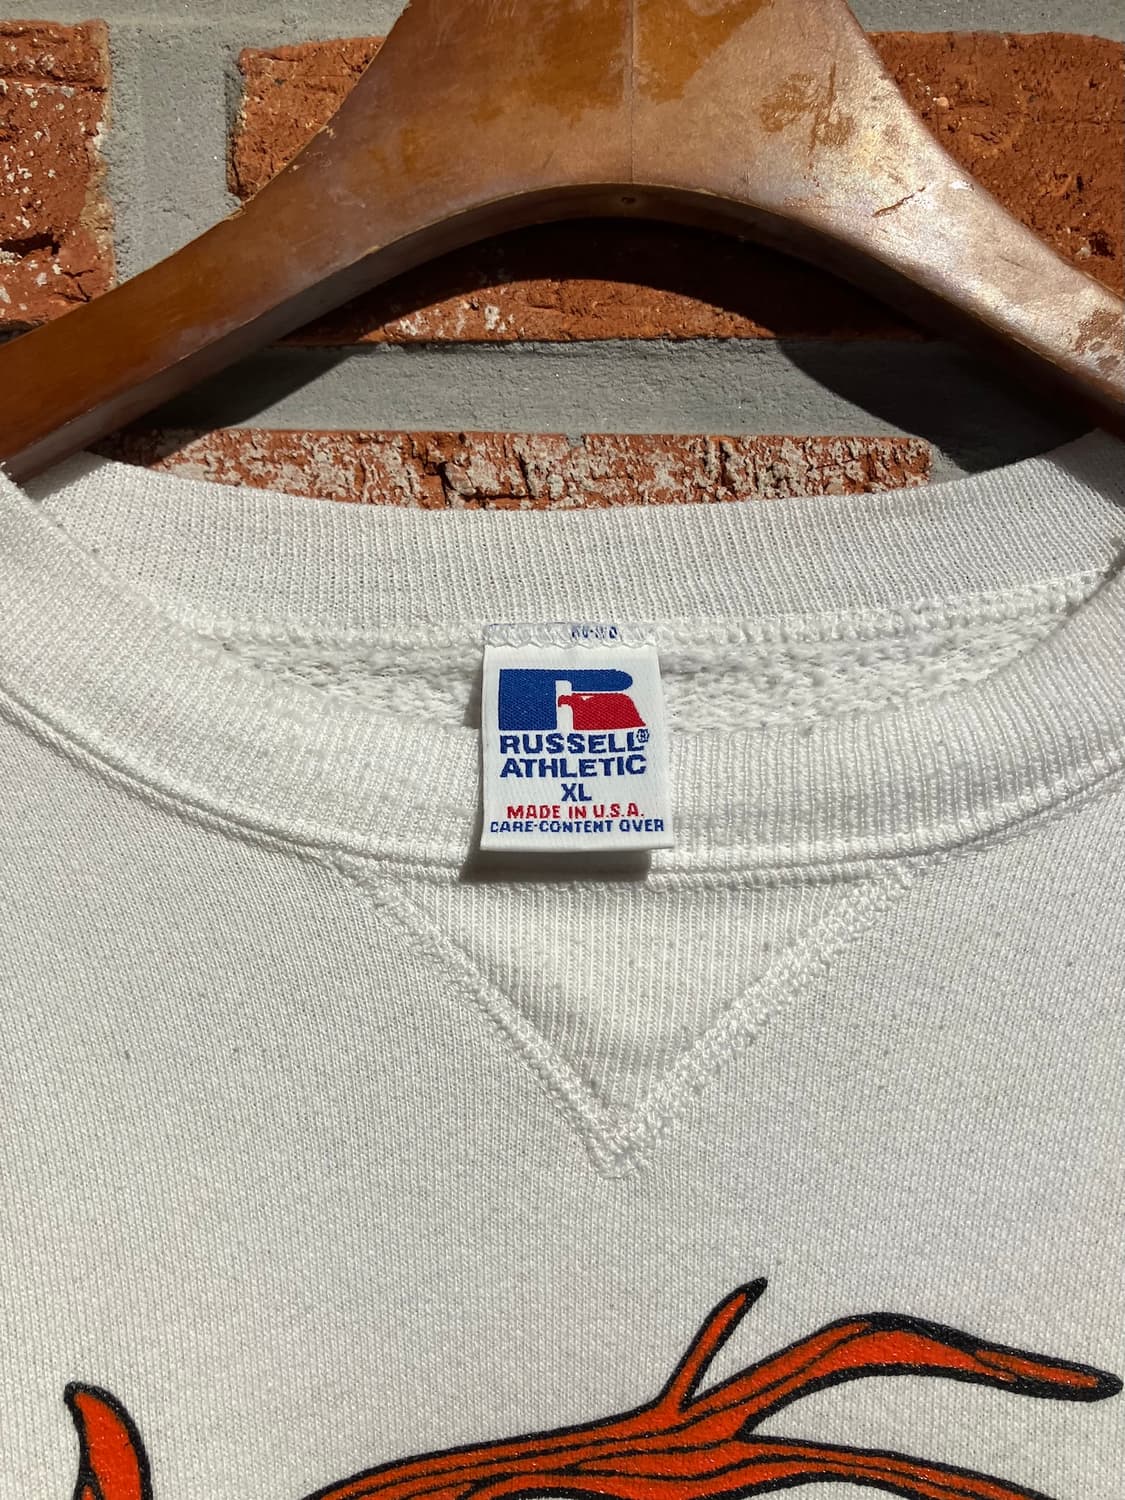 RUSSELL®
ATHLETIC
XL
MADE IN U.S.A.
CARE-CONTENT OVER